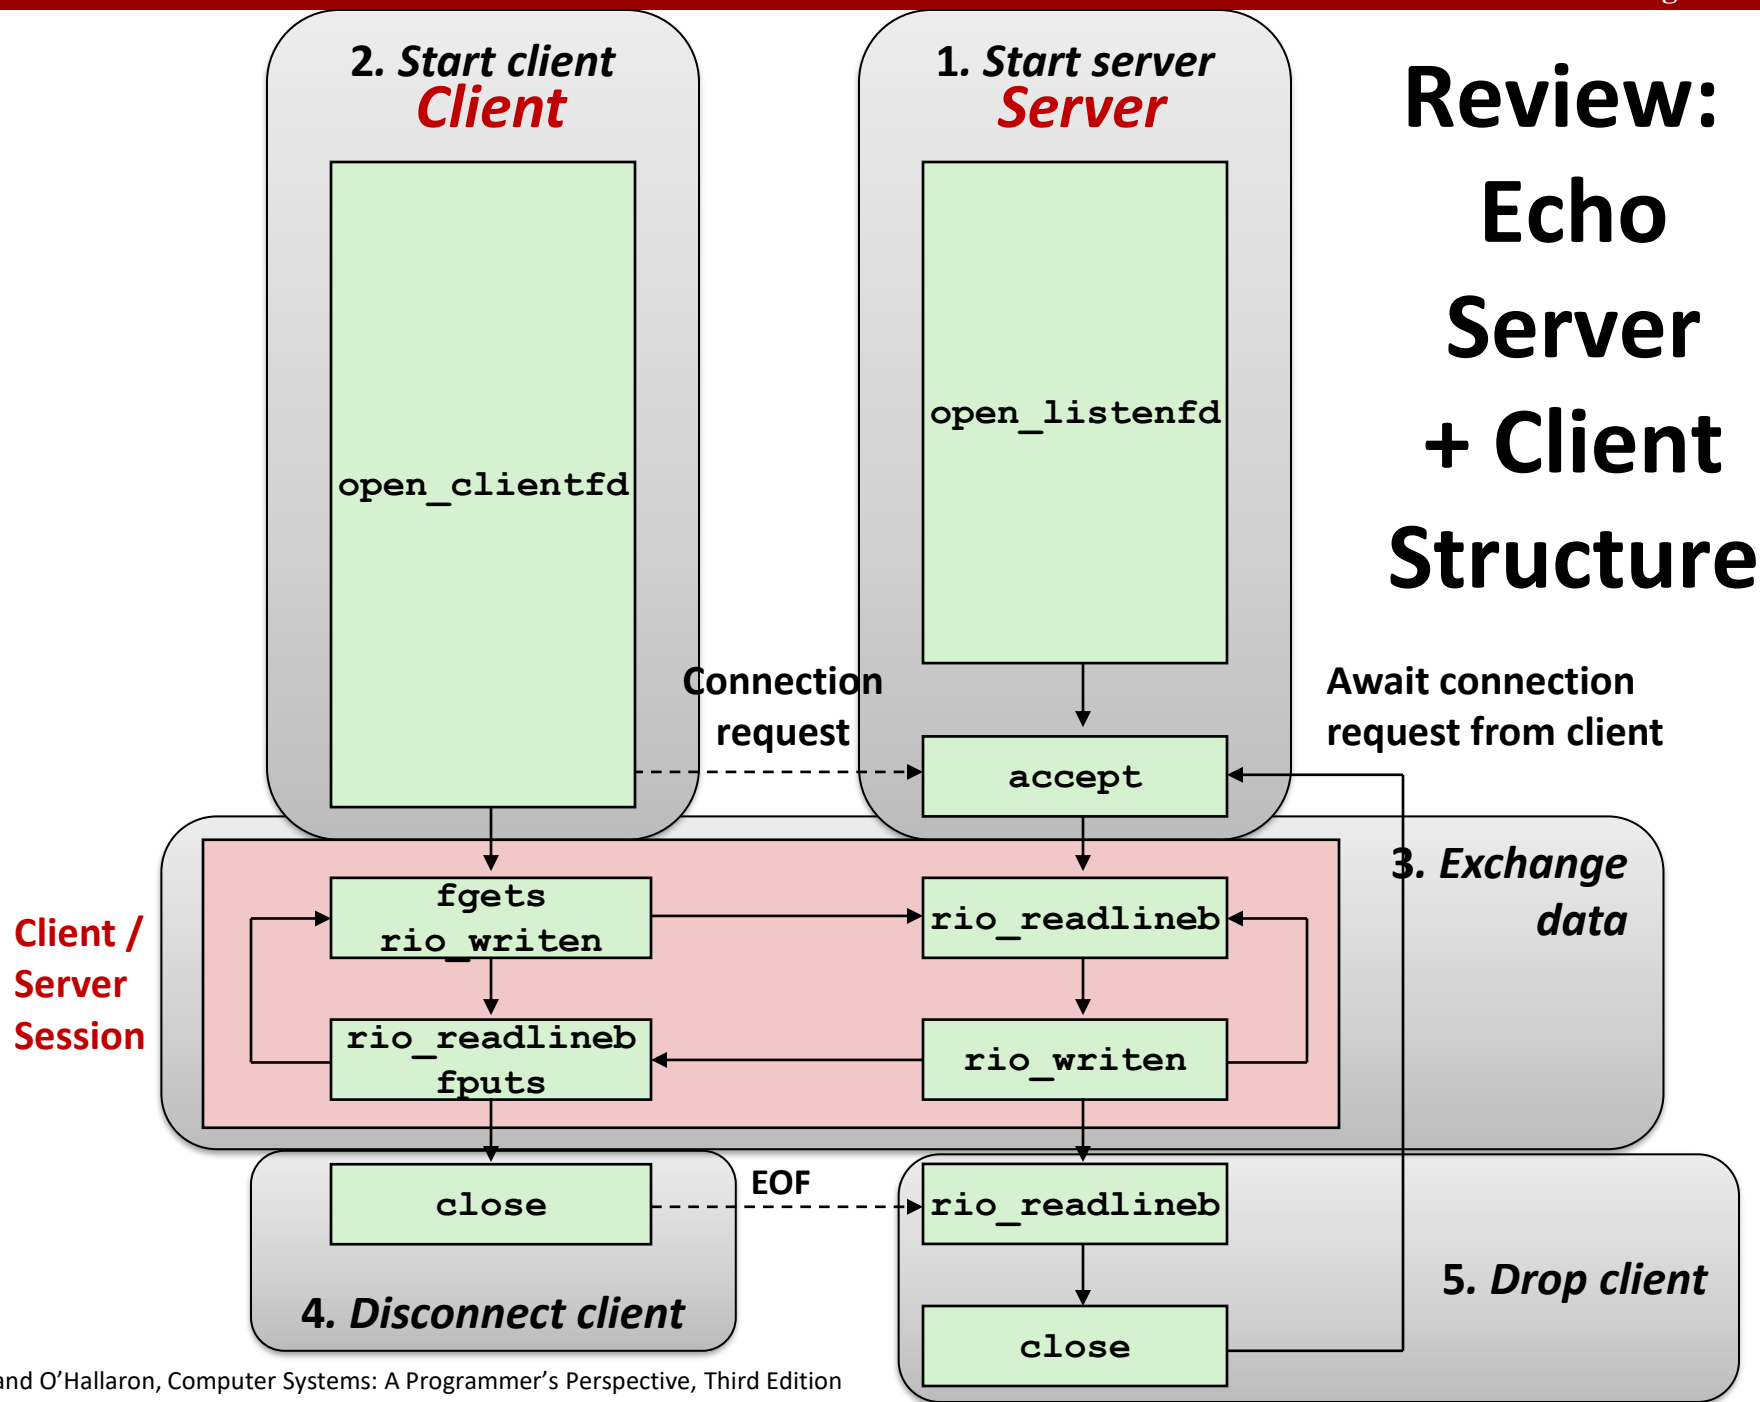 2. Start client
Client
1. Start server
Server
Review:
Echo
Server
+ Client
Structure
open_listenfd
open_clientfd
Connection
request
Await connection
request from client
accept
3. Exchange
data
Client /
Server
Session
fgets
rio_writen
rio_readlineb
rio_readlineb
fputs
rio_writen
close
EOF
rio_readlineb
4. Disconnect client
5. Drop client
close
and O'Hallaron, Computer Systems: A Programmer's Perspective, Third Edition